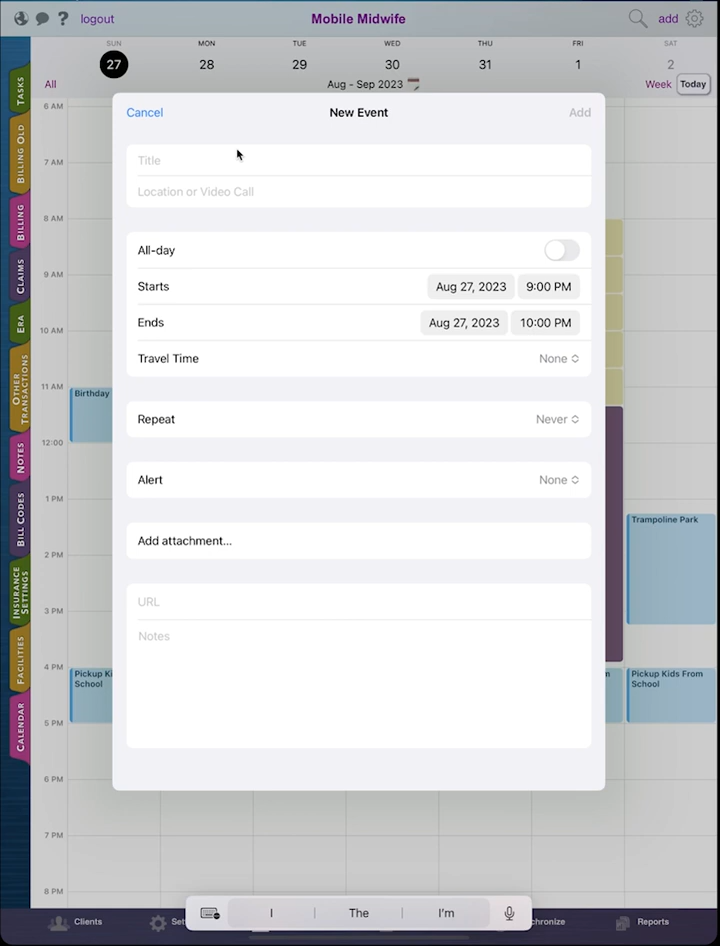 ? logout Mobile Midwife add
SUN MON TUE WED THU FRI SAT
27 28 29 30 31 1 2
All Aug - Sep 2023 Week Today
TASKS
BILLING OLD
BILLING
CLAIMS
ERA
OTHER
TRANSACTIONS
NOTES
BILL CODES
INSURANCE
SETTINGS
FACILITIES
CALENDAR
6 AM
7 AM
8 AM
9 AM
10 AM
11 AM
12:00
1 PM
2 PM
3 PM
4 PM
5 PM
6 PM
7 PM
8 PM
Birthday
Pickup Ki
School
Cancel New Event Add
Title
Location or Video Call
All-day
Starts Aug 27, 2023 9:00 PM
Ends Aug 27, 2023 10:00 PM
Travel Time None
Repeat Never
Alert None
Add attachment...
URL
Notes
Trampoline Park
Pickup Kids From
School
I The I'm
Clients Set chronize Reports